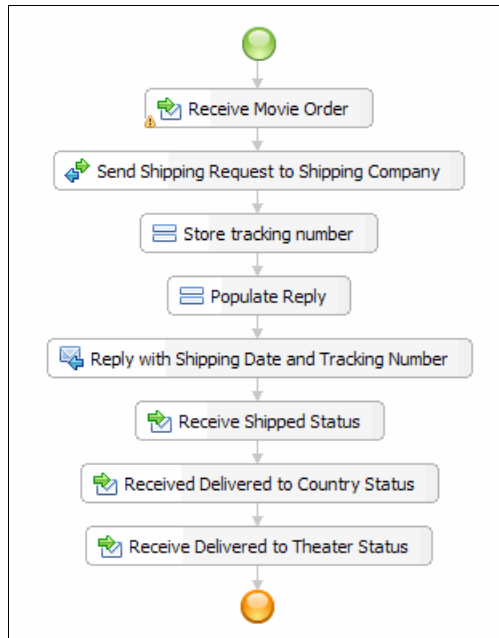 Receive Movie Order
Send Shipping Request to Shipping Company
Store tracking number
Populate Reply
Reply with Shipping Date and Tracking Number
Receive Shipped Status
Received Delivered to Country Status
Receive Delivered to Theater Status